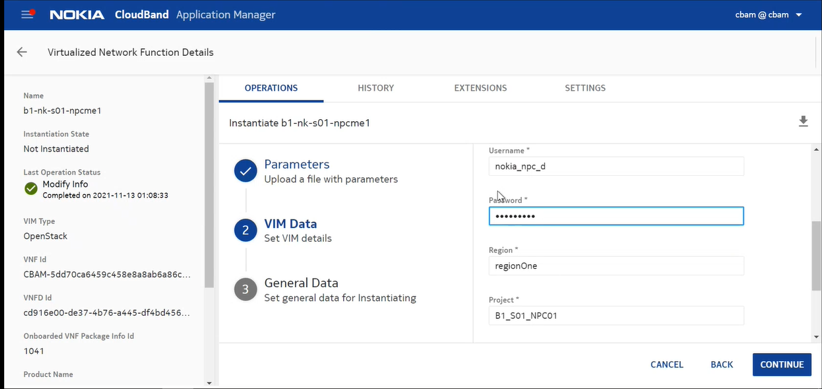 NOKIA CloudBand Application Manager
cbam @ cbam
Virtualized Network Function Details
Name
b1-nk-s01-npcme1
Instantiation State
Not Instantiated
Last Operation Status
Modify Info
Completed on 2021-11-13 01:08:33
VIM Type
OpenStack
VNF Id
CBAM-5dd70ca6459c458e8a8ab6a86c...
VNFD Id
cd916e00-de37-4b76-a445-df4bd456...
Onboarded VNF Package Info Id
1041
Product Name
OPERATIONS
HISTORY
EXTENSIONS
SETTINGS
Instantiate b1-nk-s01-npcme1
Parameters
Upload a file with parameters
2
VIM Data
Set VIM details
3
General Data
Set general data for Instantiating
Username *
nokia_npc_d
Password *
•••••••••
Region *
regionOne
Project *
B1_S01_NPC01
CANCEL
BACK
CONTINUE